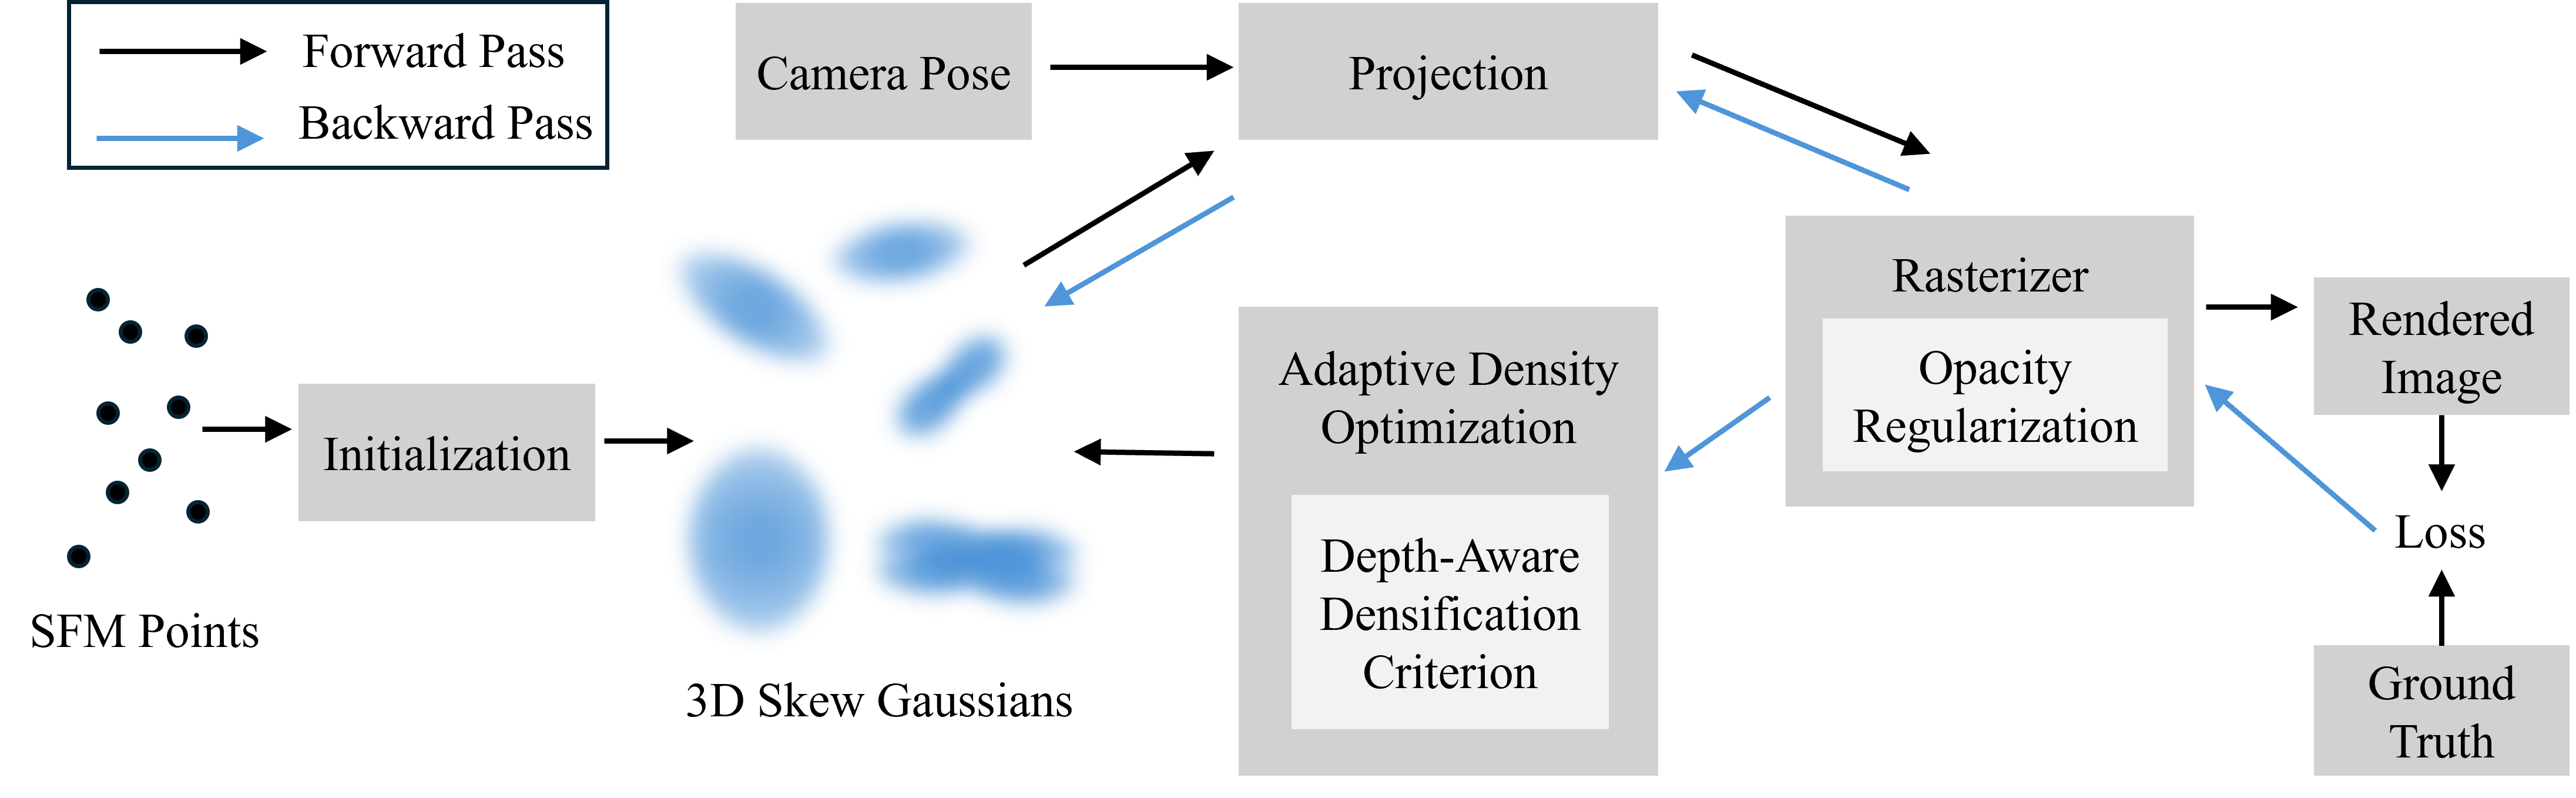 Forward Pass
Backward Pass
Camera Pose
Projection
Rasterizer
Opacity
Regularization
Rendered
Image
Loss
Ground
Truth
Adaptive Density
Optimization
Depth-Aware
Densification
Criterion
Initialization
SFM Points
3D Skew Gaussians